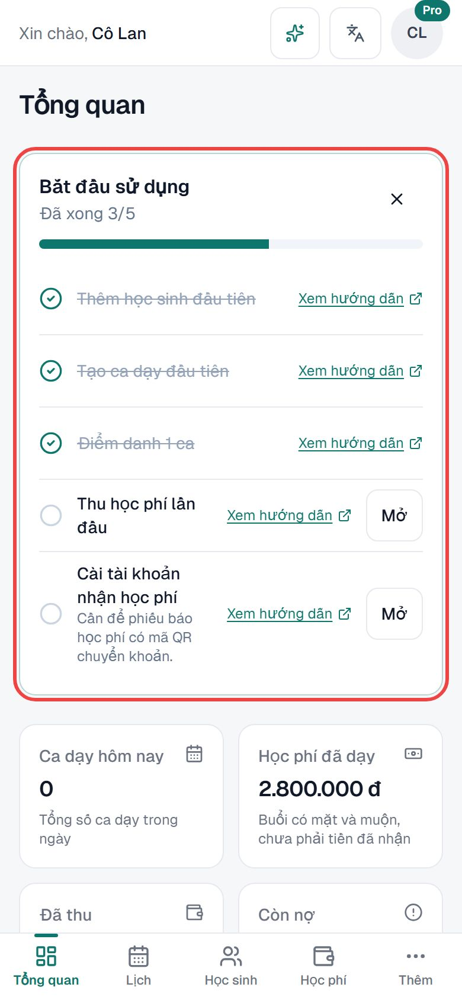 Xin chào, Cô Lan
Pro
CL
Tổng quan
Bắt đầu sử dụng
Đã xong 3/5
Thêm học sinh đầu tiên
Xem hướng dẫn
Tạo ca dạy đầu tiên
Xem hướng dẫn
Điểm danh 1 ca
Xem hướng dẫn
Thu học phí lần
đầu
Xem hướng dẫn
Mở
Cài tài khoản
nhận học phí
Cần để phiếu báo
học phí có mã QR
chuyển khoản.
Xem hướng dẫn
Mở
Ca dạy hôm nay
0
Tổng số ca dạy trong
ngày
Học phí đã dạy
2.800.000 đ
Buổi có mặt và muộn,
chưa phải tiền đã nhận
Đã thu
Còn nợ
Tổng quan
Lịch
Học sinh
Học phí
Thêm